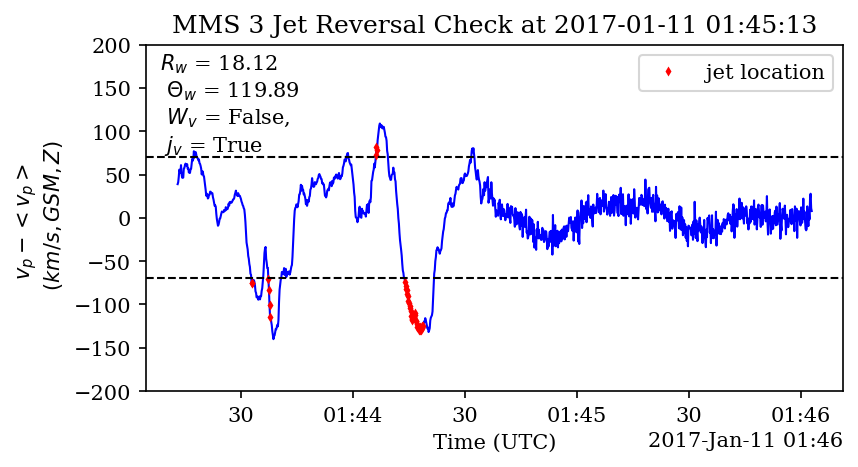 MMS 3 Jet Reversal Check at 2017-01-11 01:45:13
R_w = 18.12
Θ_w = 119.89
W_v = False,
j_v = True
jet location
200
150
100
50
0
−50
−100
−150
−200
v_p − < v_p >
(km/s, GSM, Z)
30 01:44 30 01:45 30 01:46
Time (UTC) 2017-Jan-11 01:46